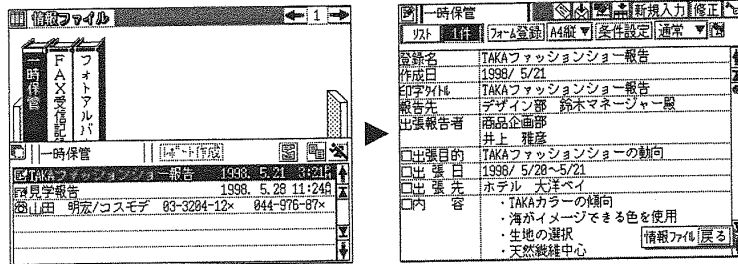 情報ファイル
1
一時保管
FAX受信記録
フォトアルバ
一時保管
レポート作成
TAKAファッションショー報告 1998. 5.21 3:21P
見学報告 1998. 5.28 11:24A
山田 明宏/コスモデ 03-3204-12× 044-976-87×
一時保管
新規入力 修正
リスト 1件 フォーム登録 A4縦▼ 条件設定 通常 ▼
登録名 TAKAファッションショー報告
作成日 1998/ 5/21
印字タイトル TAKAファッションショー報告
報告先 デザイン部 鈴木マネージャー殿
出張報告者 商品企画部
井上 雅彦
□出張目的 TAKAファッションショーの動向
□出 張 日 1998/ 5/20~5/21
□出 張 先 ホテル 大洋ベイ
□内 容 ・TAKAカラーの傾向
・海がイメージできる色を使用
・生地の選択
・天然繊維中心
情報ファイル 戻る